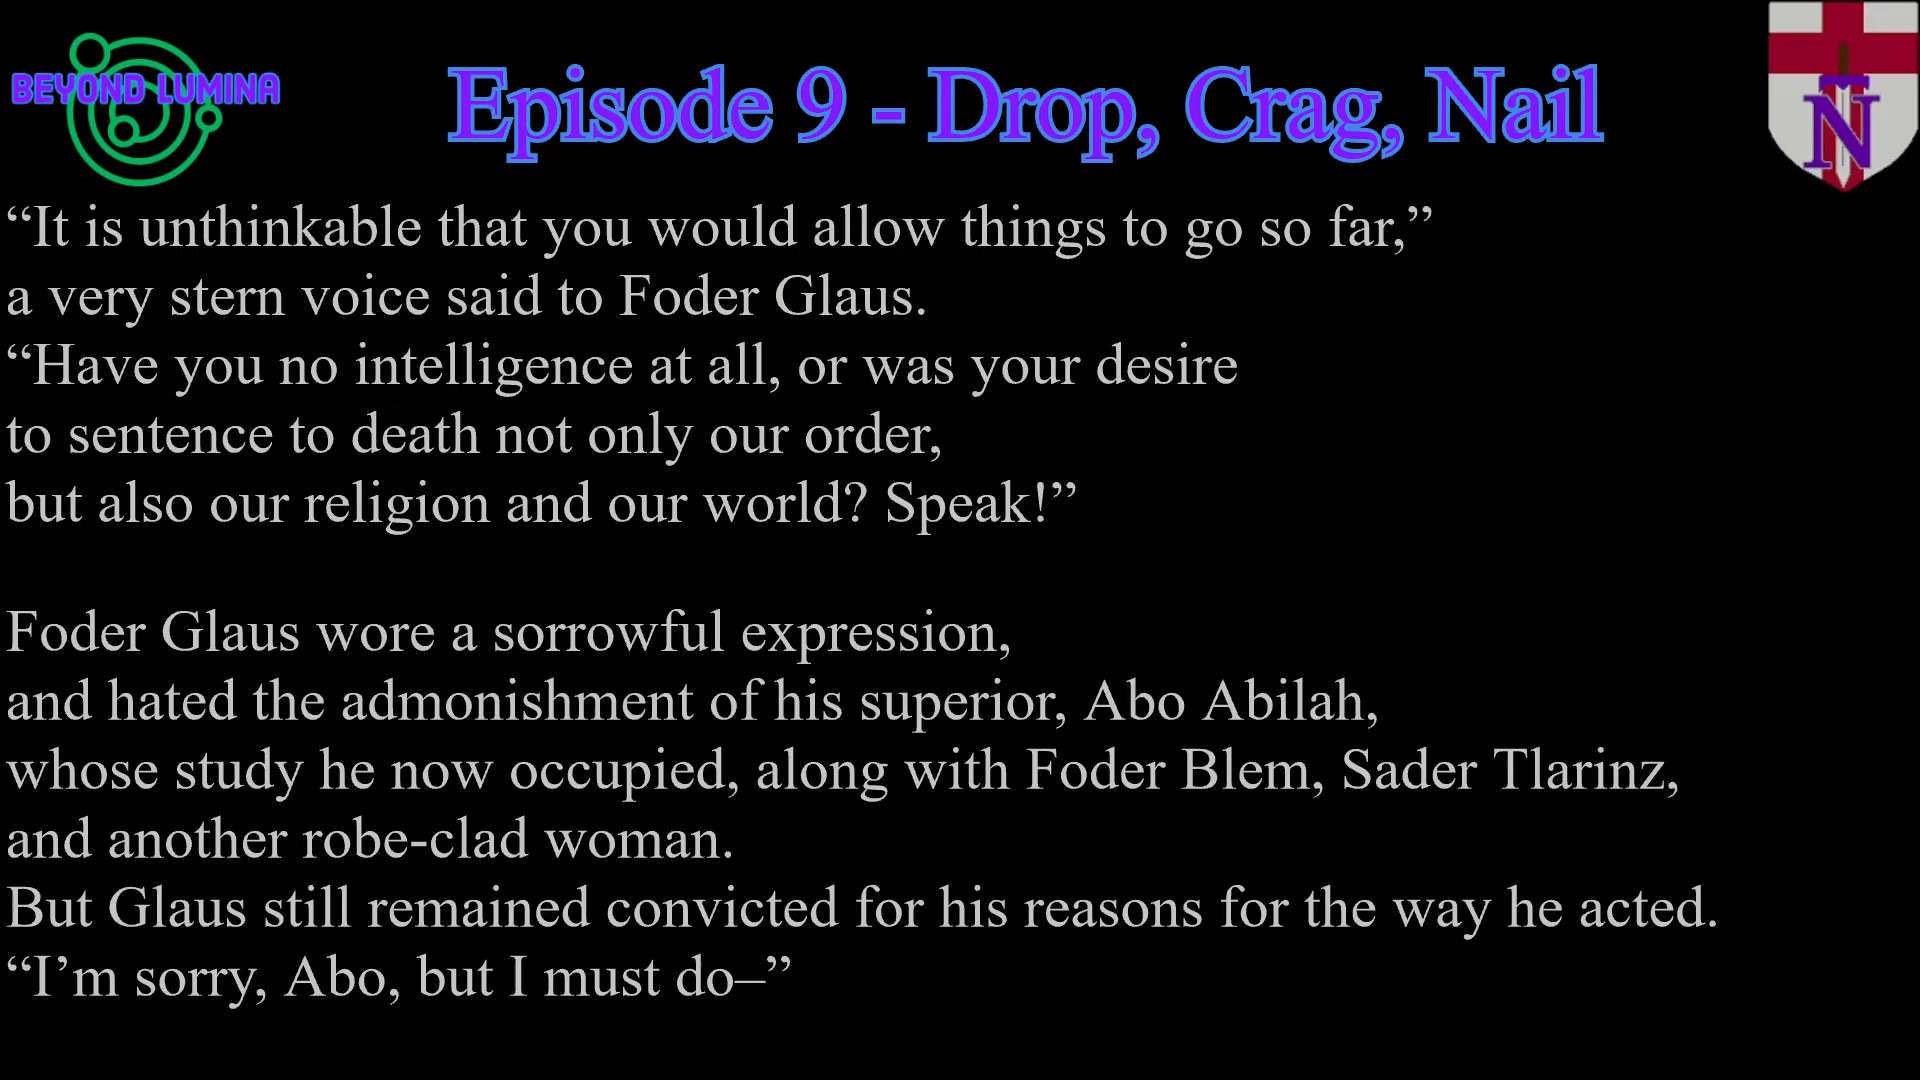 BEYOND LUMINA
Episode 9 - Drop, Crag, Nail
N
“It is unthinkable that you would allow things to go so far,”
a very stern voice said to Foder Glaus.
“Have you no intelligence at all, or was your desire
to sentence to death not only our order,
but also our religion and our world? Speak!”
Foder Glaus wore a sorrowful expression,
and hated the admonishment of his superior, Abo Abilah,
whose study he now occupied, along with Foder Blem, Sader Tlarinz,
and another robe-clad woman.
But Glaus still remained convicted for his reasons for the way he acted.
“I’m sorry, Abo, but I must do–”